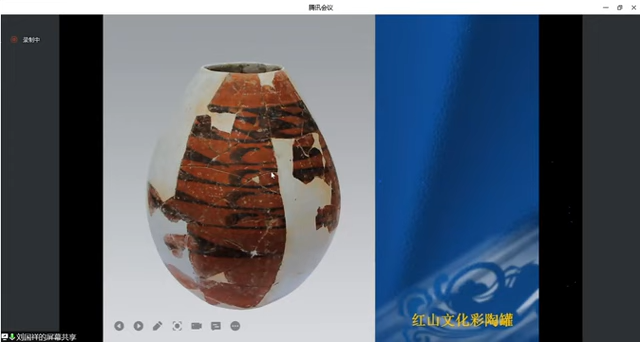 腾讯会议
录制中
红山文化彩陶罐
刘国祥的屏幕共享